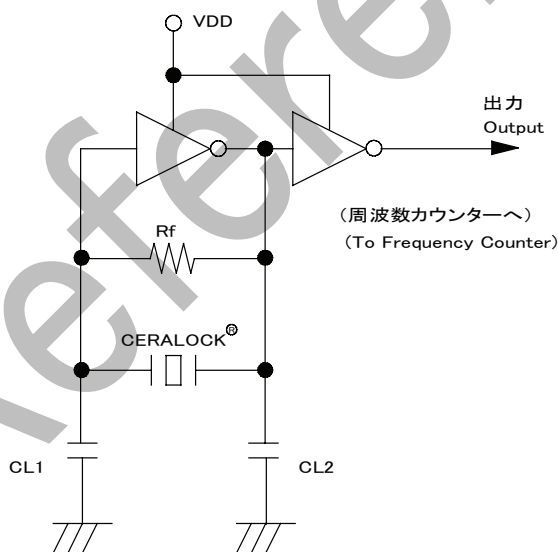 VDD
出力
Output
(周波数カウンターへ)
(To Frequency Counter)
Rf
CERALOCK®
CL1
CL2